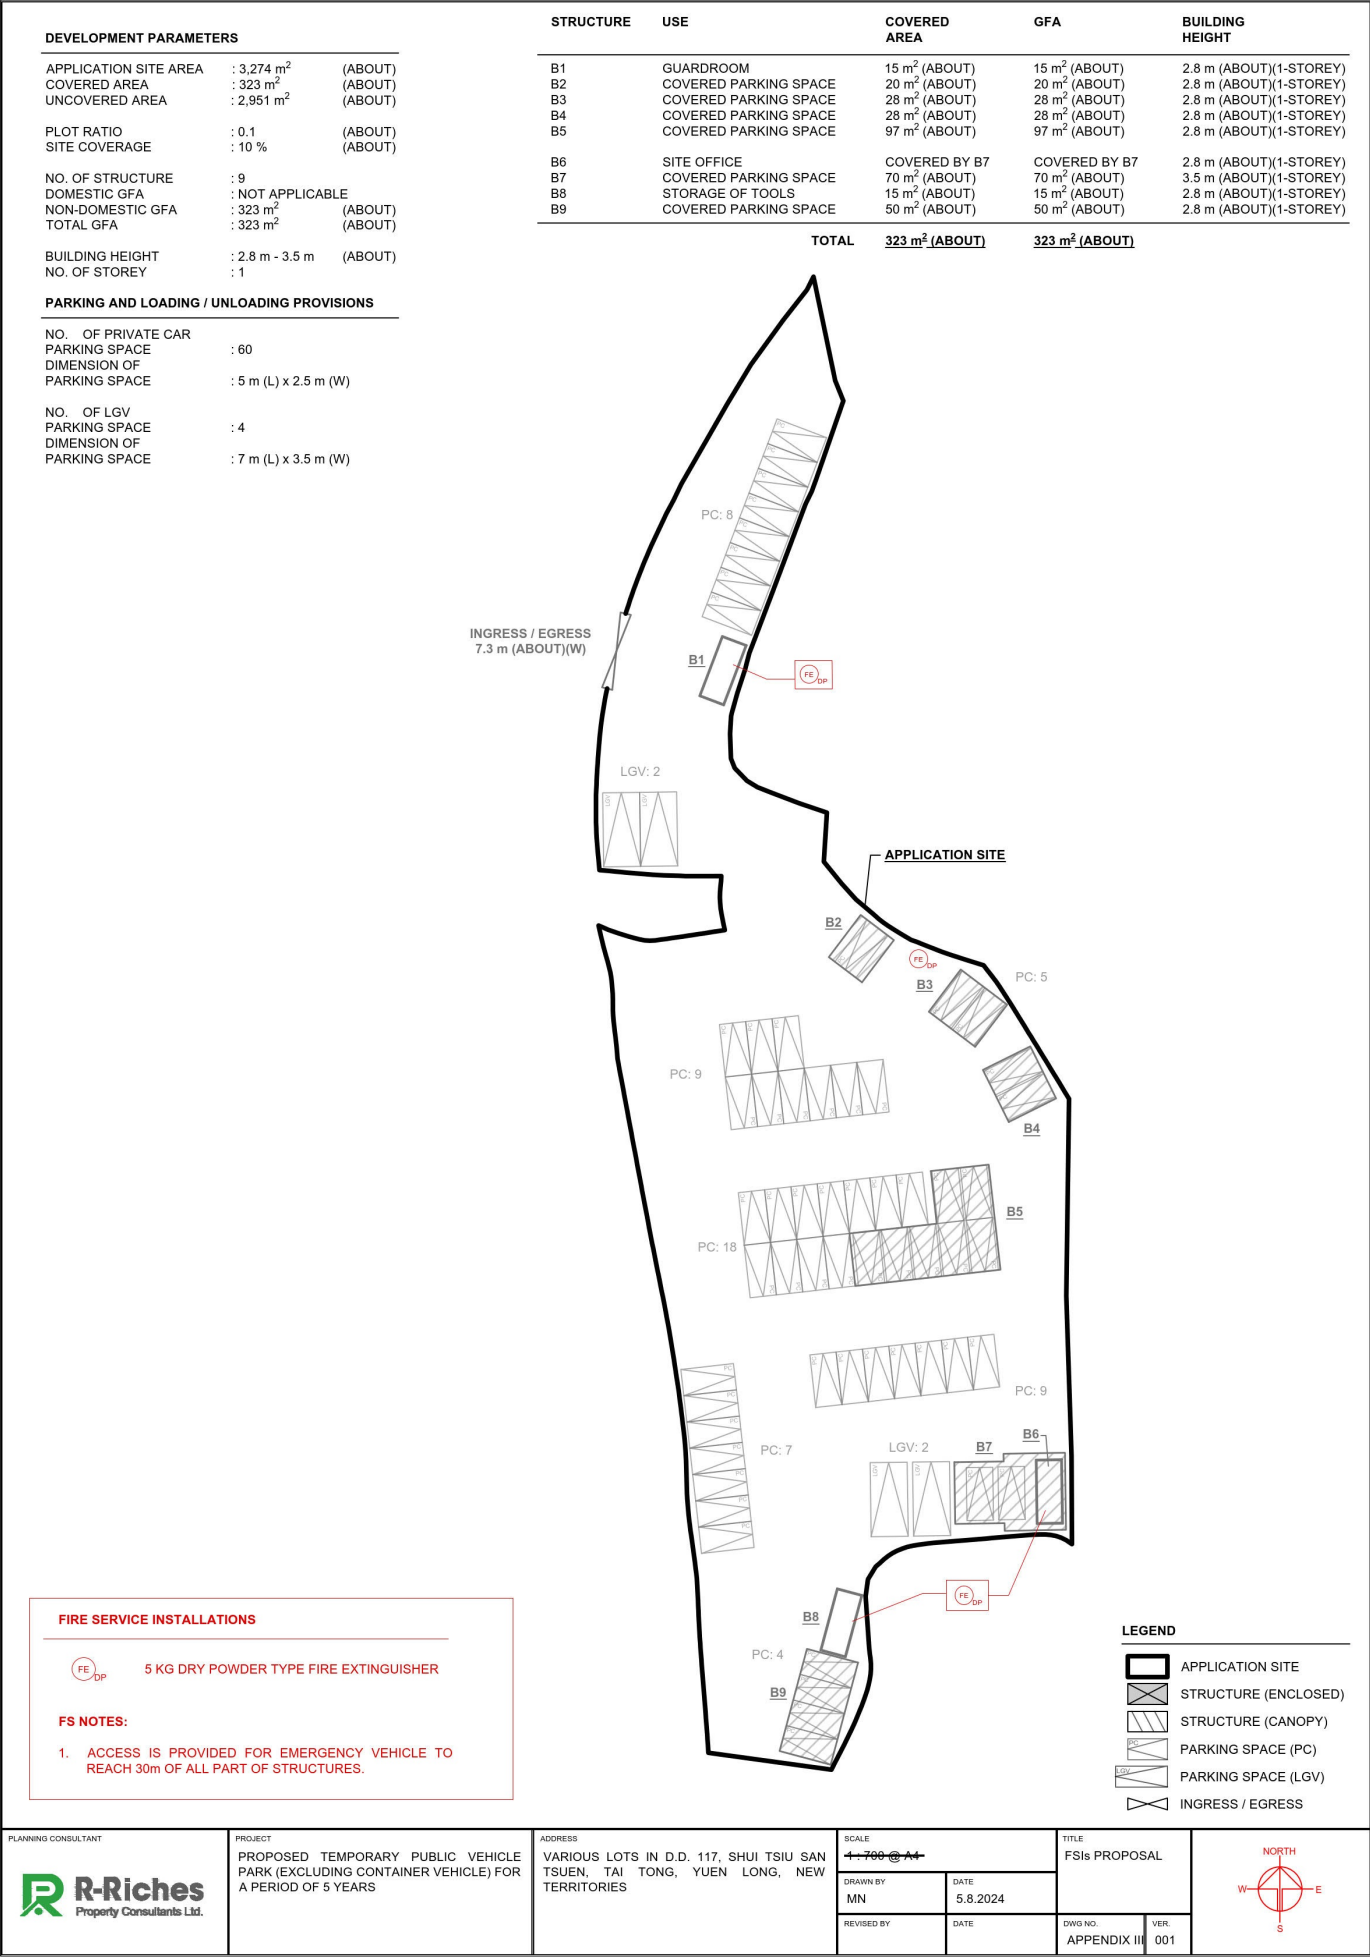 DEVELOPMENT PARAMETERS
APPLICATION SITE AREA : 3,274 m² (ABOUT)
COVERED AREA : 323 m² (ABOUT)
UNCOVERED AREA : 2,951 m² (ABOUT)
PLOT RATIO : 0.1 (ABOUT)
SITE COVERAGE : 10 % (ABOUT)
NO. OF STRUCTURE : 9
DOMESTIC GFA : NOT APPLICABLE
NON-DOMESTIC GFA : 323 m² (ABOUT)
TOTAL GFA : 323 m² (ABOUT)
BUILDING HEIGHT : 2.8 m - 3.5 m (ABOUT)
NO. OF STOREY : 1
PARKING AND LOADING / UNLOADING PROVISIONS
NO. OF PRIVATE CAR
PARKING SPACE : 60
DIMENSION OF
PARKING SPACE : 5 m (L) x 2.5 m (W)
NO. OF LGV
PARKING SPACE : 4
DIMENSION OF
PARKING SPACE : 7 m (L) x 3.5 m (W)
STRUCTURE USE COVERED AREA GFA BUILDING HEIGHT
B1 GUARDROOM 15 m² (ABOUT) 15 m² (ABOUT) 2.8 m (ABOUT)(1-STOREY)
B2 COVERED PARKING SPACE 20 m² (ABOUT) 20 m² (ABOUT) 2.8 m (ABOUT)(1-STOREY)
B3 COVERED PARKING SPACE 28 m² (ABOUT) 28 m² (ABOUT) 2.8 m (ABOUT)(1-STOREY)
B4 COVERED PARKING SPACE 28 m² (ABOUT) 28 m² (ABOUT) 2.8 m (ABOUT)(1-STOREY)
B5 COVERED PARKING SPACE 97 m² (ABOUT) 97 m² (ABOUT) 2.8 m (ABOUT)(1-STOREY)
B6 SITE OFFICE COVERED BY B7 COVERED BY B7 2.8 m (ABOUT)(1-STOREY)
B7 COVERED PARKING SPACE 70 m² (ABOUT) 70 m² (ABOUT) 3.5 m (ABOUT)(1-STOREY)
B8 STORAGE OF TOOLS 15 m² (ABOUT) 15 m² (ABOUT) 2.8 m (ABOUT)(1-STOREY)
B9 COVERED PARKING SPACE 50 m² (ABOUT) 50 m² (ABOUT) 2.8 m (ABOUT)(1-STOREY)
TOTAL 323 m² (ABOUT) 323 m² (ABOUT)
PC: 8
INGRESS / EGRESS
7.3 m (ABOUT)(W)
B1
FE DP
LGV: 2
LGV LGV
APPLICATION SITE
B2
FE DP
B3
PC: 5
PC: 9
B4
B5
PC: 18
PC: 9
PC: 7
LGV: 2
LGV LGV
B7
B6
FE DP
B8
PC: 4
B9
FIRE SERVICE INSTALLATIONS
FE DP 5 KG DRY POWDER TYPE FIRE EXTINGUISHER
FS NOTES:
1. ACCESS IS PROVIDED FOR EMERGENCY VEHICLE TO
REACH 30m OF ALL PART OF STRUCTURES.
LEGEND
APPLICATION SITE
STRUCTURE (ENCLOSED)
STRUCTURE (CANOPY)
PC PARKING SPACE (PC)
LGV PARKING SPACE (LGV)
INGRESS / EGRESS
PLANNING CONSULTANT
R-Riches
Property Consultants Ltd.
PROJECT
PROPOSED TEMPORARY PUBLIC VEHICLE
PARK (EXCLUDING CONTAINER VEHICLE) FOR
A PERIOD OF 5 YEARS
ADDRESS
VARIOUS LOTS IN D.D. 117, SHUI TSIU SAN
TSUEN, TAI TONG, YUEN LONG, NEW
TERRITORIES
SCALE
1 : 700 @ A4
DRAWN BY
MN
DATE
5.8.2024
REVISED BY
DATE
TITLE
FSIs PROPOSAL
DWG NO.
APPENDIX III
VER.
001
NORTH
W E
S